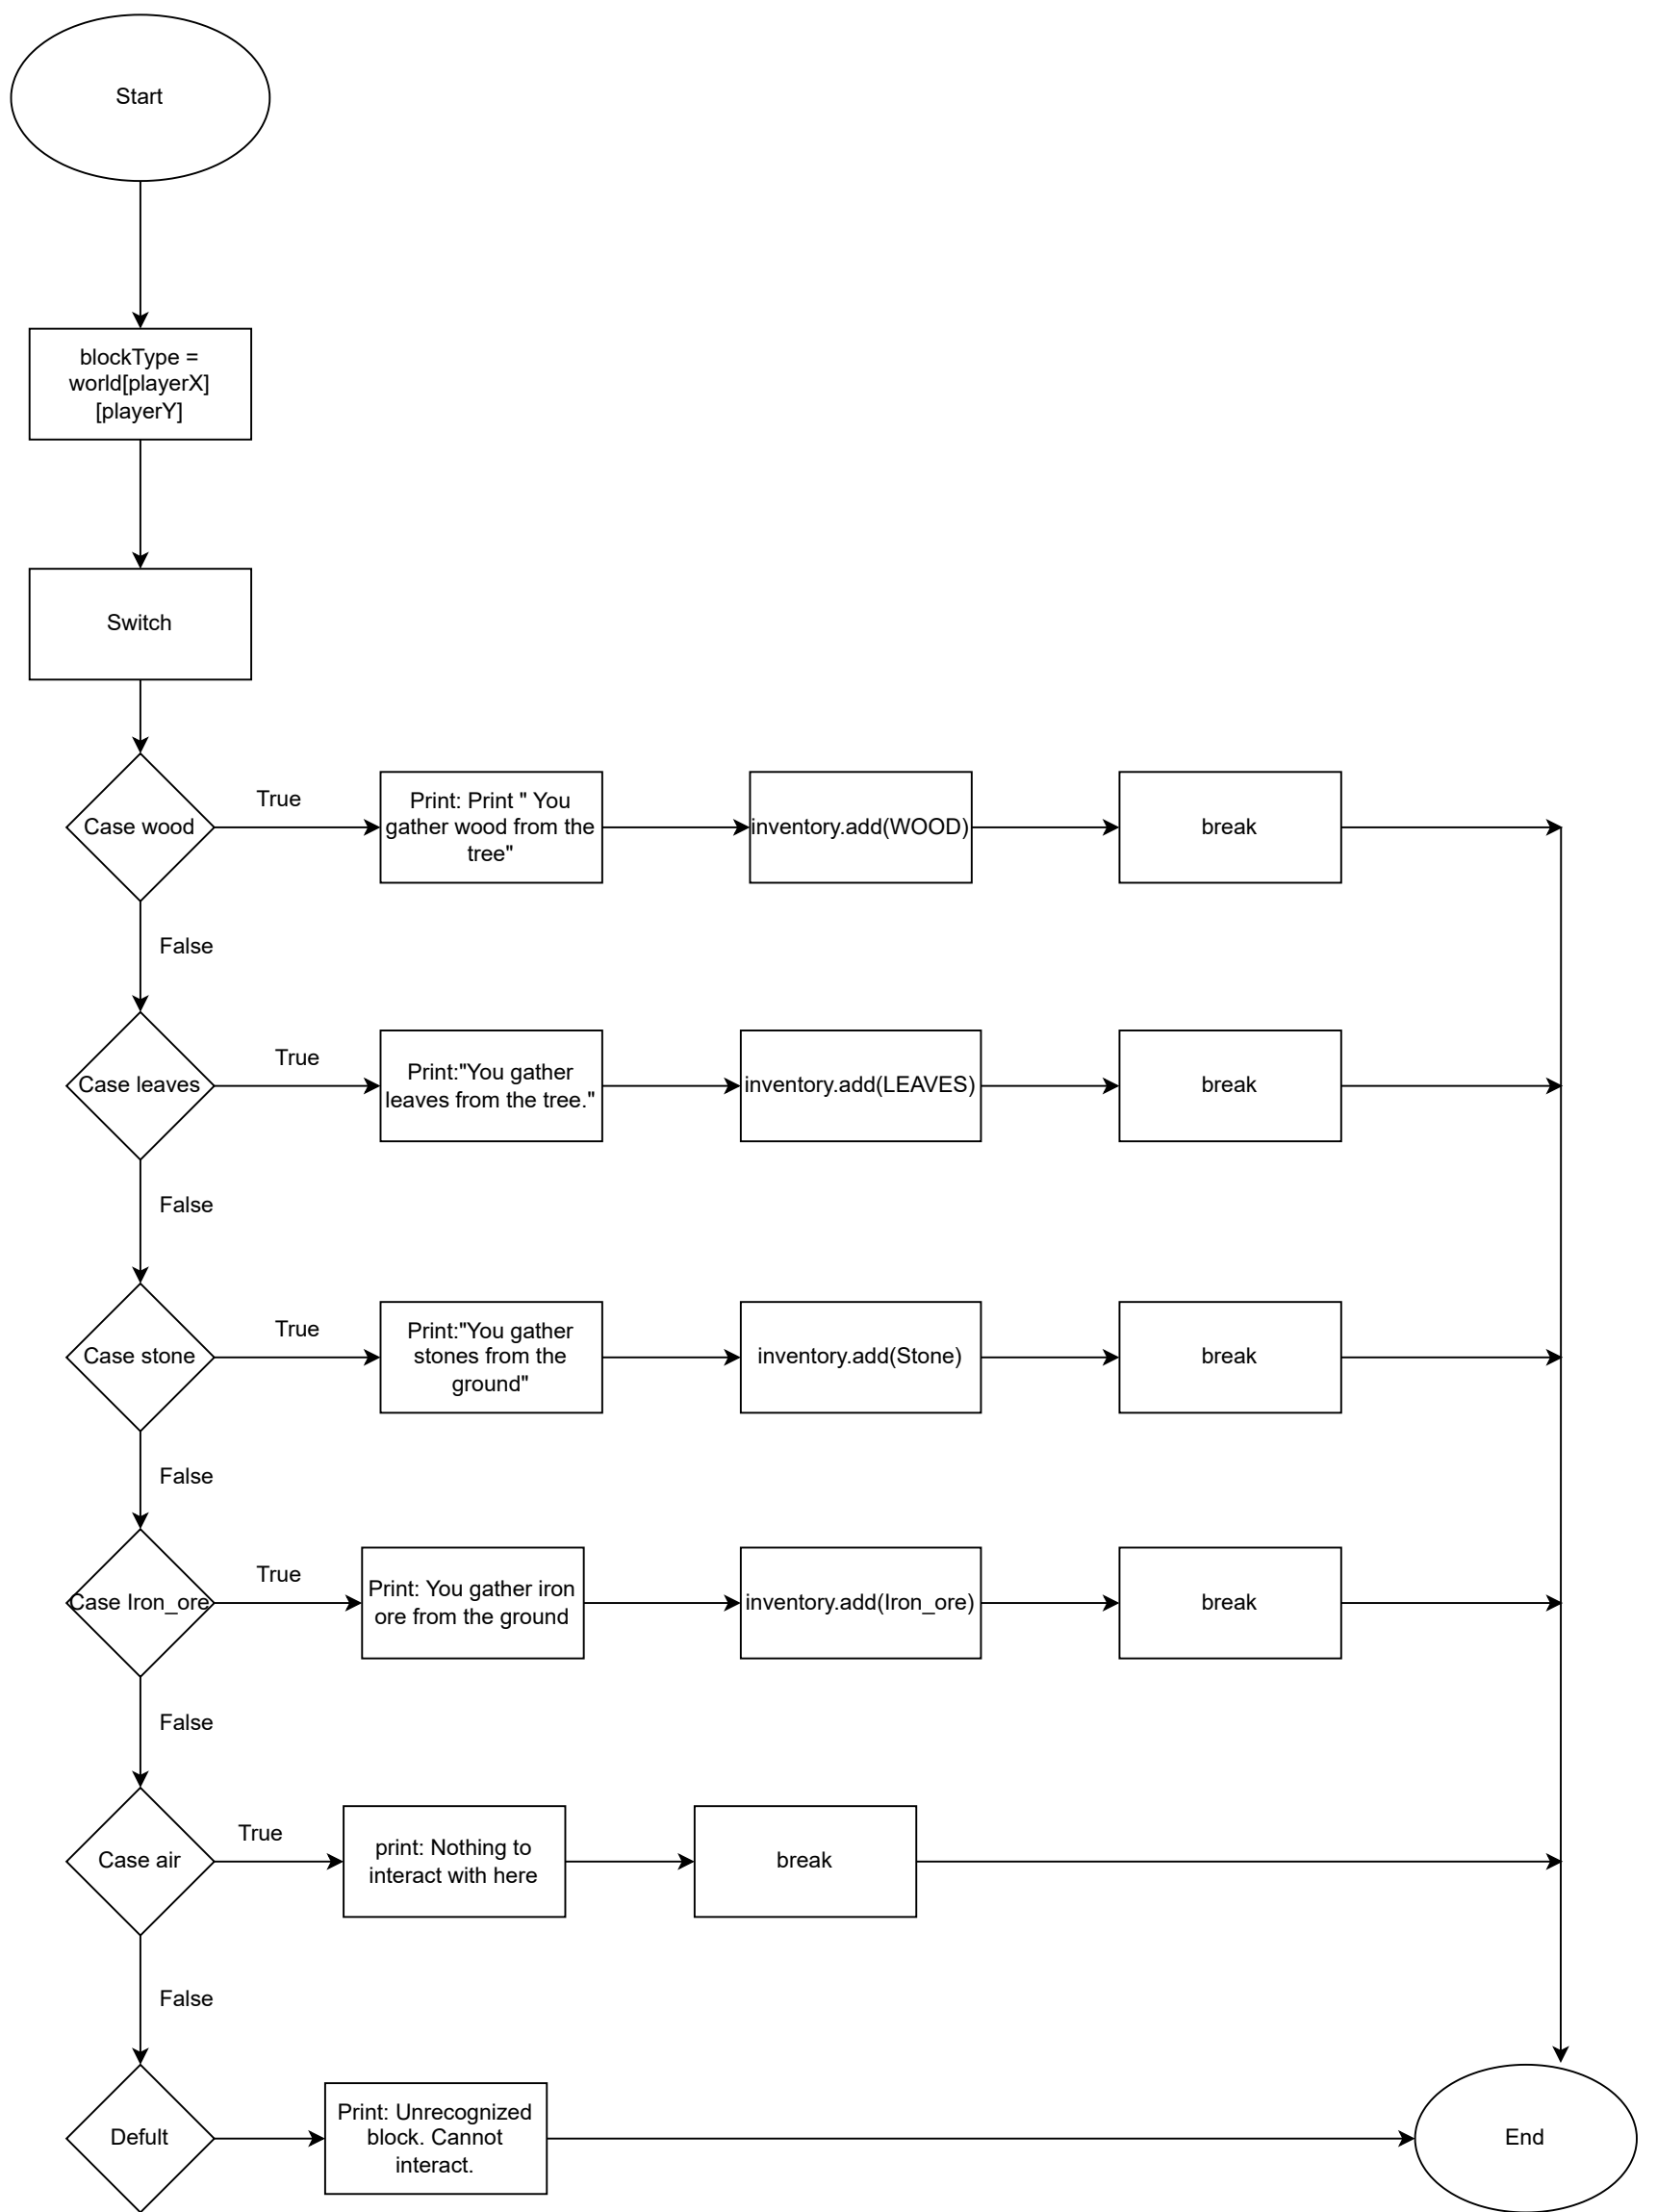 Start
blockType =
world[playerX]
[playerY]
Switch
Case wood
True
Print: Print " You
gather wood from the
tree"
inventory.add(WOOD)
break
False
Case leaves
True
Print:"You gather
leaves from the tree."
inventory.add(LEAVES)
break
False
Case stone
True
Print:"You gather
stones from the
ground"
inventory.add(Stone)
break
False
Case Iron_ore
True
Print: You gather iron
ore from the ground
inventory.add(Iron_ore)
break
False
Case air
True
print: Nothing to
interact with here
break
False
Defult
Print: Unrecognized
block. Cannot
interact.
End